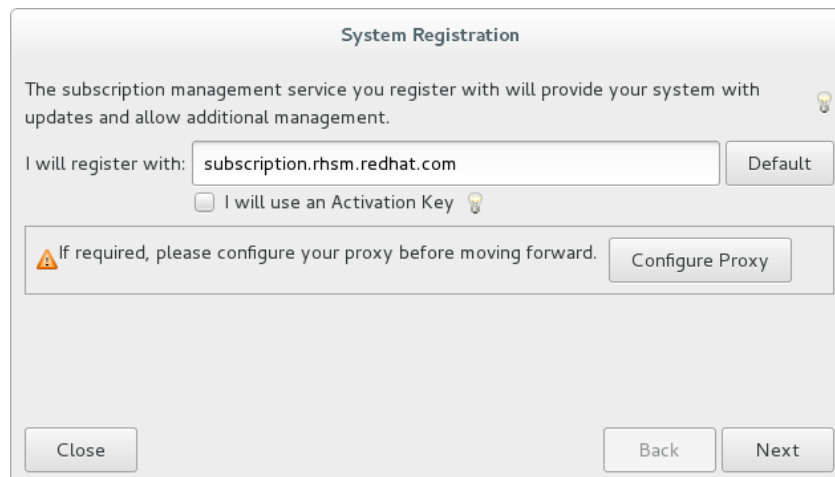 System Registration
The subscription management service you register with will provide your system with
updates and allow additional management.
I will register with: subscription.rhsm.redhat.com Default
I will use an Activation Key
If required, please configure your proxy before moving forward. Configure Proxy
Close Back Next